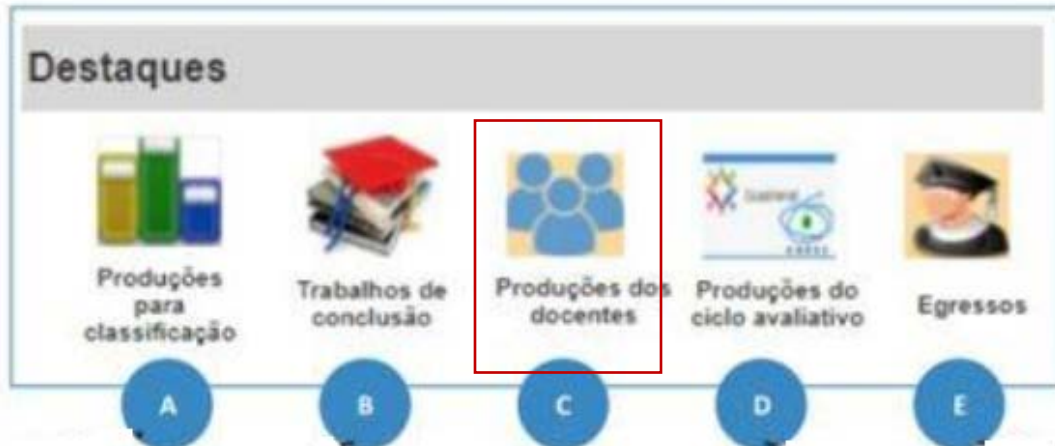 Destaques
Produções
para
classificação
Trabalhos de
conclusão
Produções dos
docentes
Produções do
ciclo avaliativo
Egressos
A
B
C
D
E